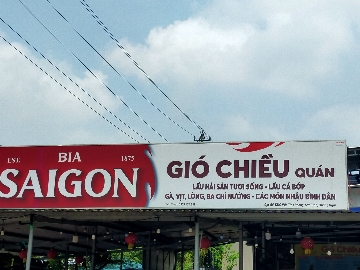 BIA
EST. 1875
SAIGON
GIÓ CHIỀU QUÁN
LẨU HẢI SẢN TƯƠI SỐNG - LẨU CÁ BỚP
GÀ, VỊT, LÒNG, BA CHỈ NƯỚNG - CÁC MÓN NHẬU BÌNH DÂN